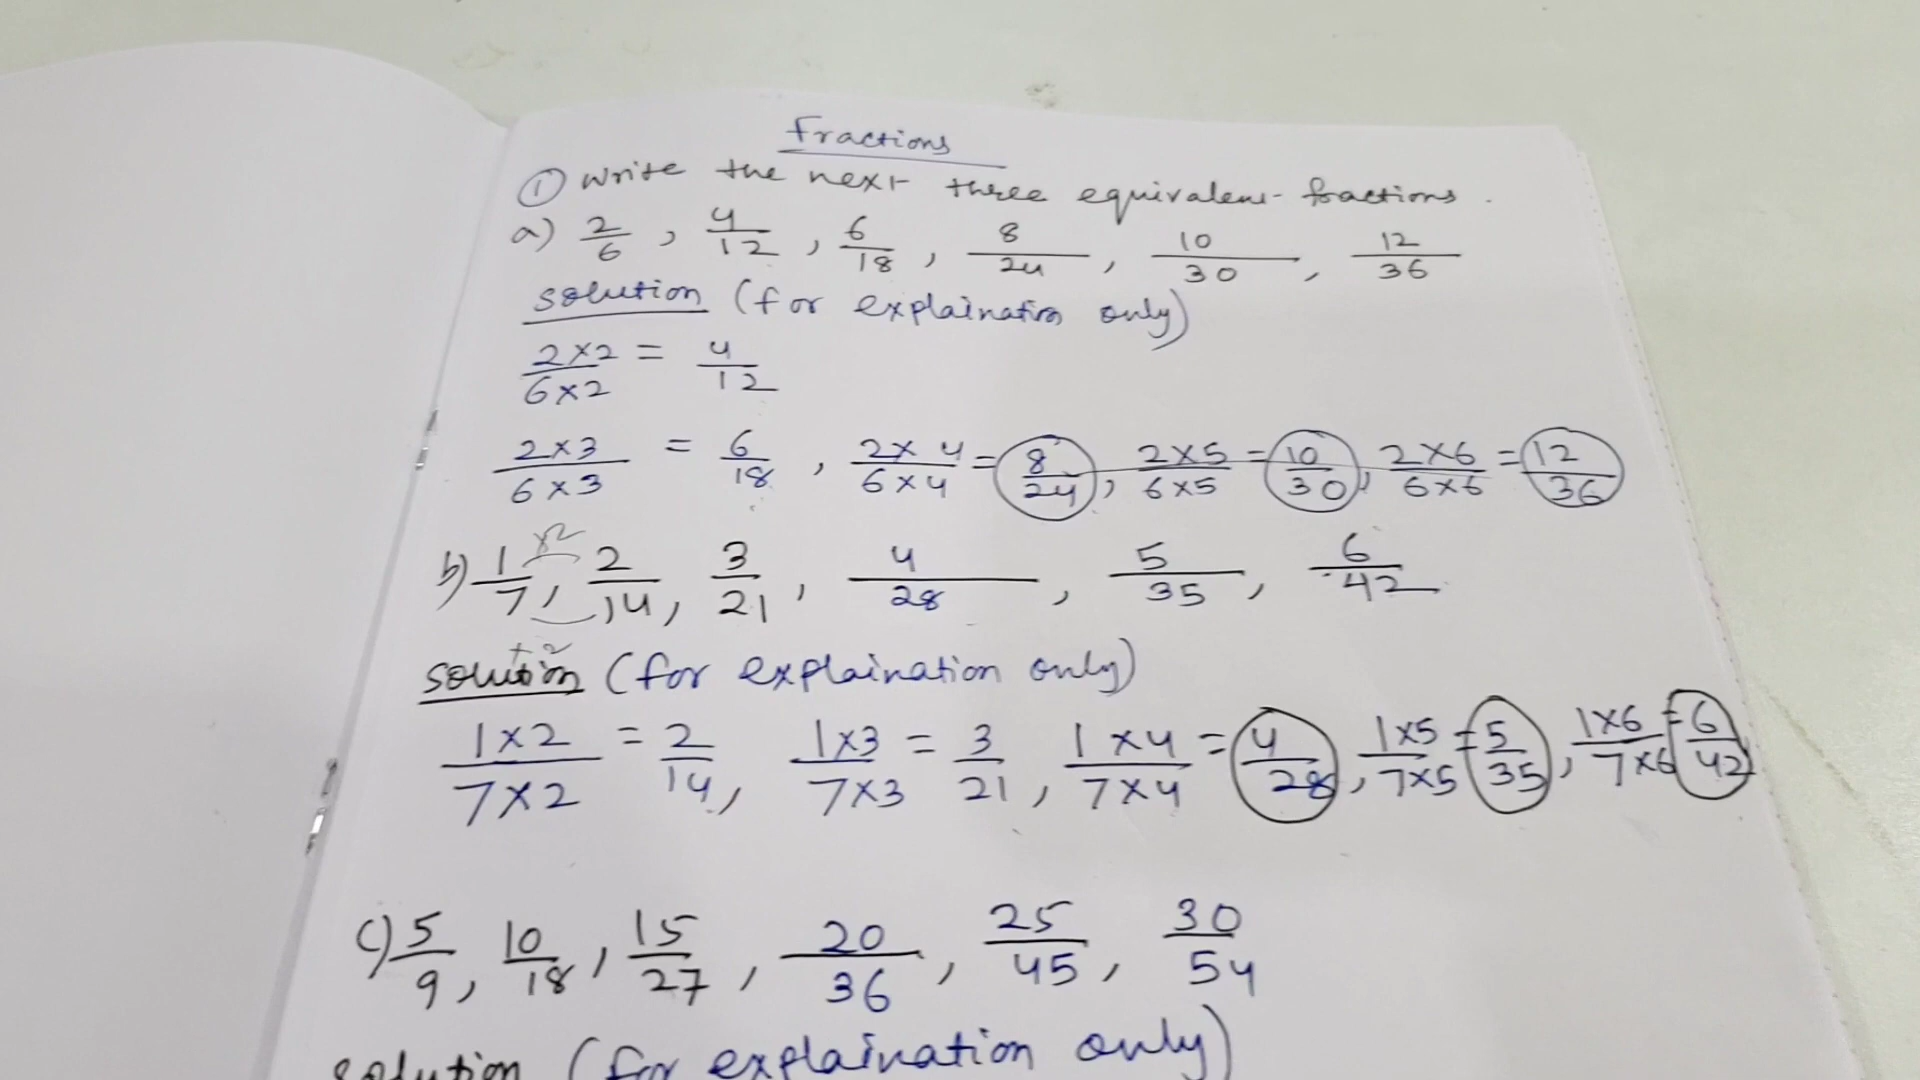 Fractions
① Write the next three equivalent fractions.
a) 2/6, 4/12, 6/18, 8/24, 10/30, 12/36
solution (for explaination only)
2×2/6×2 = 4/12
2×3/6×3 = 6/18, 2×4/6×4 = 8/24, 2×5/6×5 = 10/30, 2×6/6×6 = 12/36
×2
b) 1/7, 2/14, 3/21, 4/28, 5/35, 6/42
solution (for explaination only)
1×2/7×2 = 2/14, 1×3/7×3 = 3/21, 1×4/7×4 = 4/28, 1×5/7×5 = 5/35, 1×6/7×6 = 6/42
c) 5/9, 10/18, 15/27, 20/36, 25/45, 30/54
solution (for explaination only)